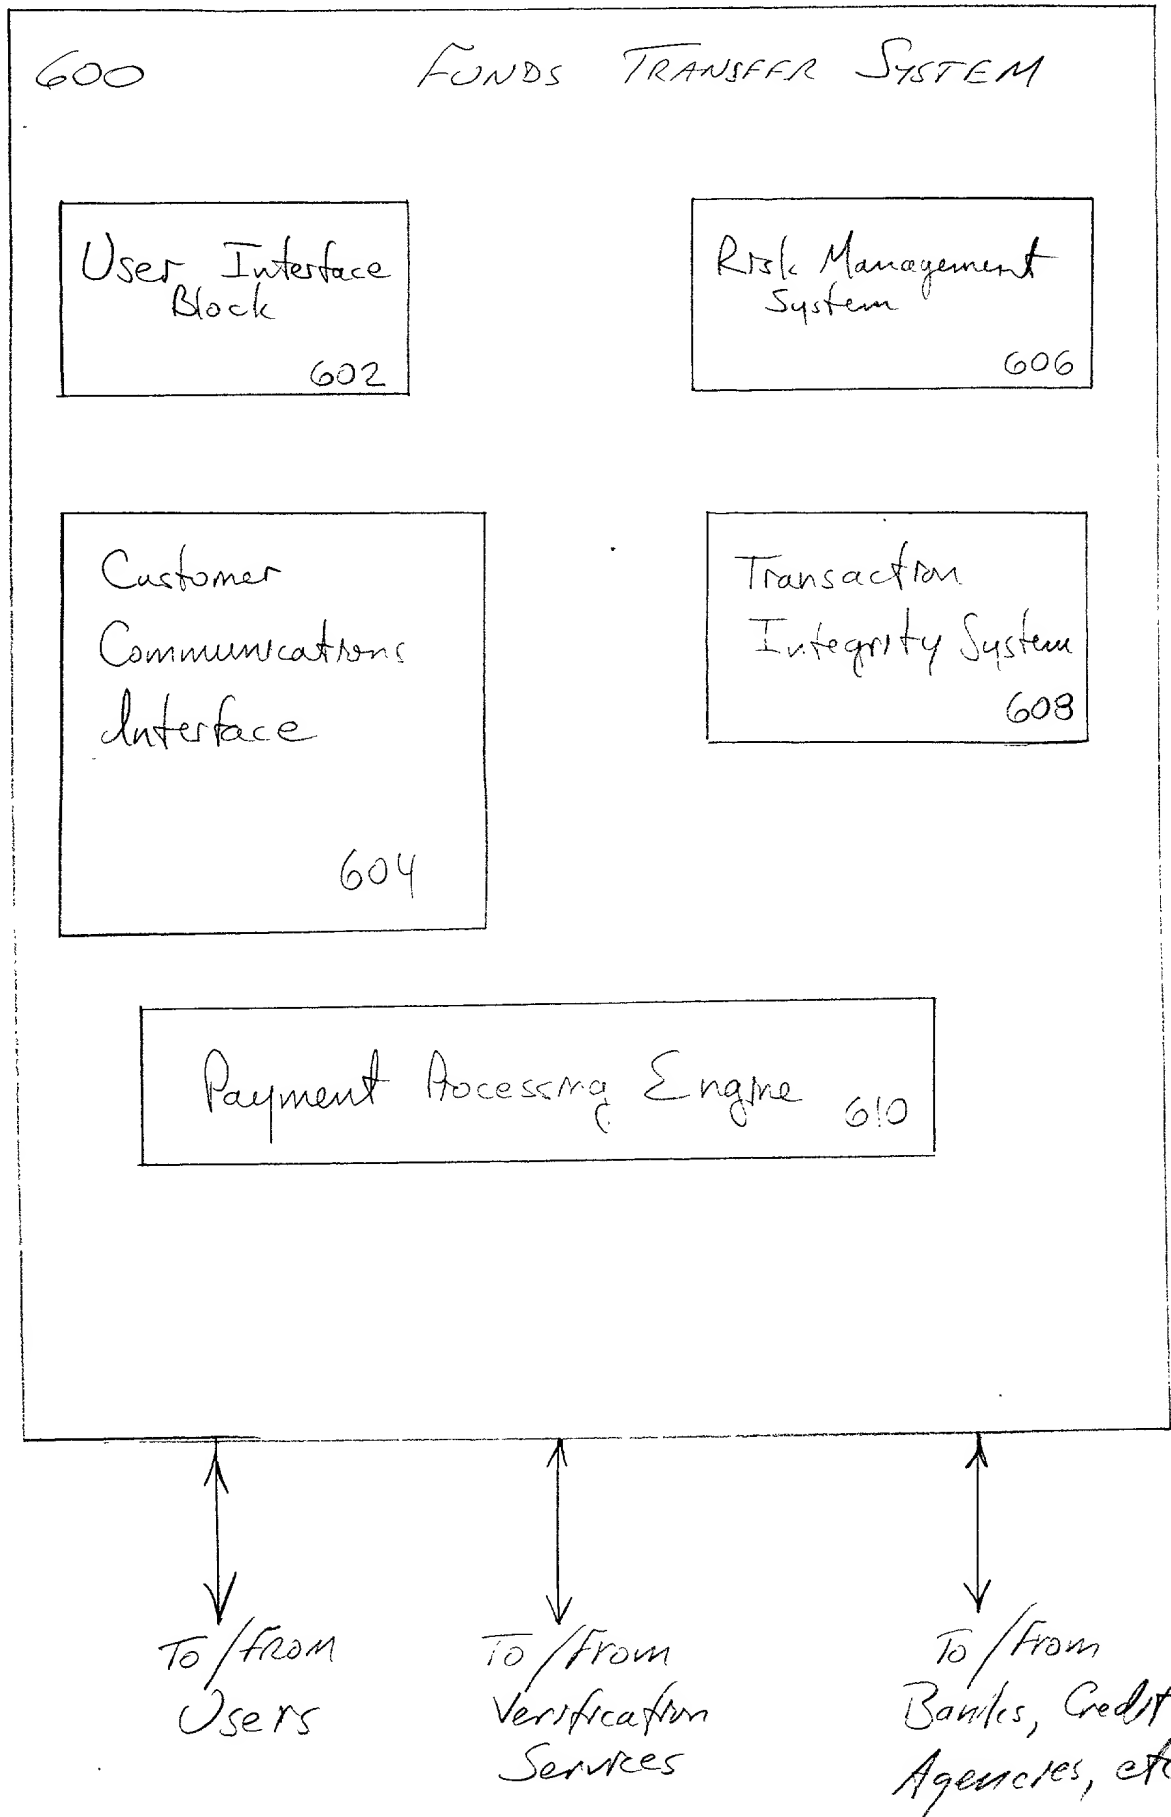 600 FUNDS TRANSFER SYSTEM
User Interface
Block
602
Risk Management
System
606
Customer
Communications
Interface
604
Transaction
Integrity System
608
Payment Processing Engine 610
To/From
Users
To/From
Verification
Services
To/From
Banks, Credit
Agencies, etc